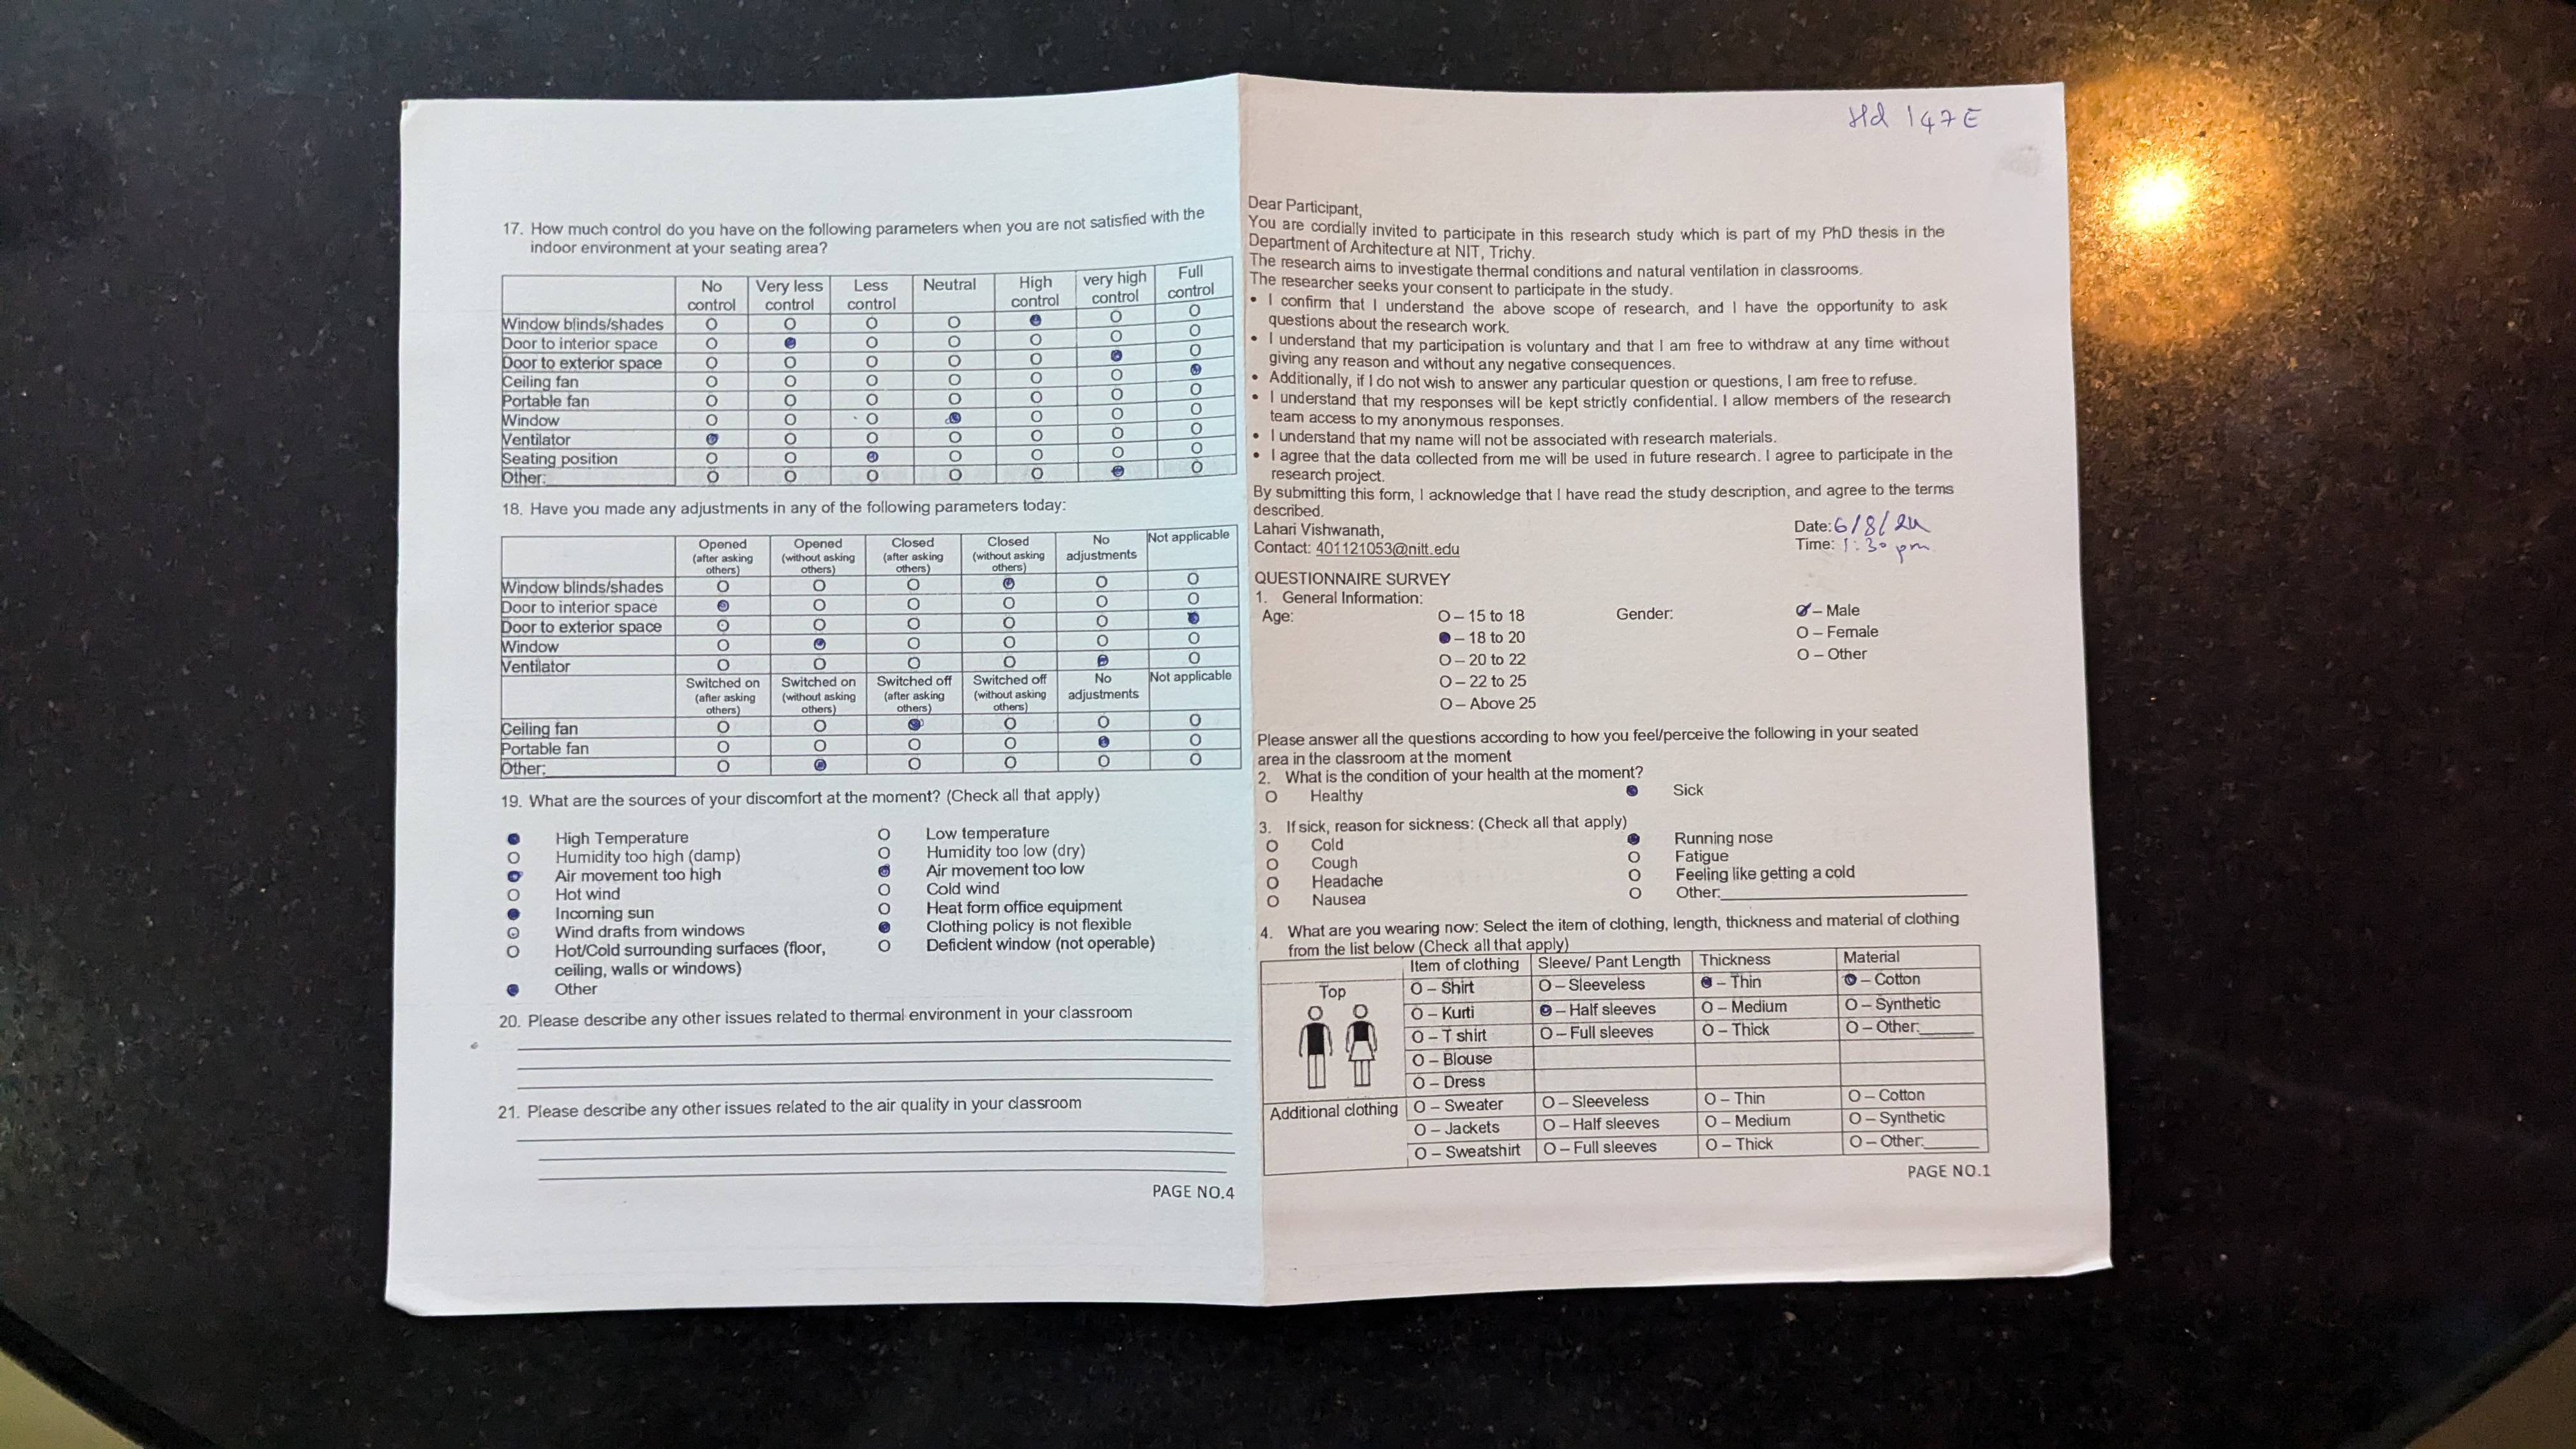 17. How much control do you have on the following parameters when you are not satisfied with the
indoor environment at your seating area?
No control Very less control Less control Neutral High control very high control Full control
Window blinds/shades O O O O ● O O
Door to interior space O ● O O O O O
Door to exterior space O O O O O ● O
Ceiling fan O O O O O O ●
Portable fan O O O O O O O
Window O O O ● O O O
Ventilator ● O O O O O O
Seating position O O ● O O O O
Other: O O O O O ● O
18. Have you made any adjustments in any of the following parameters today:
Opened (after asking others) Opened (without asking others) Closed (after asking others) Closed (without asking others) No adjustments Not applicable
Window blinds/shades O O O ● O O
Door to interior space ● O O O O O
Door to exterior space O O O O O ●
Window O ● O O O O
Ventilator O O O O ● O
Switched on (after asking others) Switched on (without asking others) Switched off (after asking others) Switched off (without asking others) No adjustments Not applicable
Ceiling fan O O ● O O O
Portable fan O O O O ● O
Other: O ● O O O O
19. What are the sources of your discomfort at the moment? (Check all that apply)
● High Temperature O Low temperature
O Humidity too high (damp) O Humidity too low (dry)
● Air movement too high ● Air movement too low
O Hot wind O Cold wind
● Incoming sun O Heat form office equipment
O Wind drafts from windows ● Clothing policy is not flexible
O Hot/Cold surrounding surfaces (floor, O Deficient window (not operable)
ceiling, walls or windows)
● Other
20. Please describe any other issues related to thermal environment in your classroom
21. Please describe any other issues related to the air quality in your classroom
PAGE NO.4
Hd 147E
Dear Participant,
You are cordially invited to participate in this research study which is part of my PhD thesis in the
Department of Architecture at NIT, Trichy.
The research aims to investigate thermal conditions and natural ventilation in classrooms.
The researcher seeks your consent to participate in the study.
• I confirm that I understand the above scope of research, and I have the opportunity to ask
questions about the research work.
• I understand that my participation is voluntary and that I am free to withdraw at any time without
giving any reason and without any negative consequences.
• Additionally, if I do not wish to answer any particular question or questions, I am free to refuse.
• I understand that my responses will be kept strictly confidential. I allow members of the research
team access to my anonymous responses.
• I understand that my name will not be associated with research materials.
• I agree that the data collected from me will be used in future research. I agree to participate in the
research project.
By submitting this form, I acknowledge that I have read the study description, and agree to the terms
described.
Lahari Vishwanath, Date: 6/8/24
Contact: 401121053@nitt.edu Time: 1:30 pm
QUESTIONNAIRE SURVEY
1. General Information:
Age: O – 15 to 18 Gender: Ø – Male
● – 18 to 20 O – Female
O – 20 to 22 O – Other
O – 22 to 25
O – Above 25
Please answer all the questions according to how you feel/perceive the following in your seated
area in the classroom at the moment
2. What is the condition of your health at the moment?
O Healthy ● Sick
3. If sick, reason for sickness: (Check all that apply)
O Cold ● Running nose
O Cough O Fatigue
O Headache O Feeling like getting a cold
O Nausea O Other:
4. What are you wearing now: Select the item of clothing, length, thickness and material of clothing
from the list below (Check all that apply)
Item of clothing Sleeve/ Pant Length Thickness Material
Top O – Shirt O – Sleeveless ● – Thin ● – Cotton
O – Kurti ● – Half sleeves O – Medium O – Synthetic
O – T shirt O – Full sleeves O – Thick O – Other:
O – Blouse
O – Dress
Additional clothing O – Sweater O – Sleeveless O – Thin O – Cotton
O – Jackets O – Half sleeves O – Medium O – Synthetic
O – Sweatshirt O – Full sleeves O – Thick O – Other:
PAGE NO.1